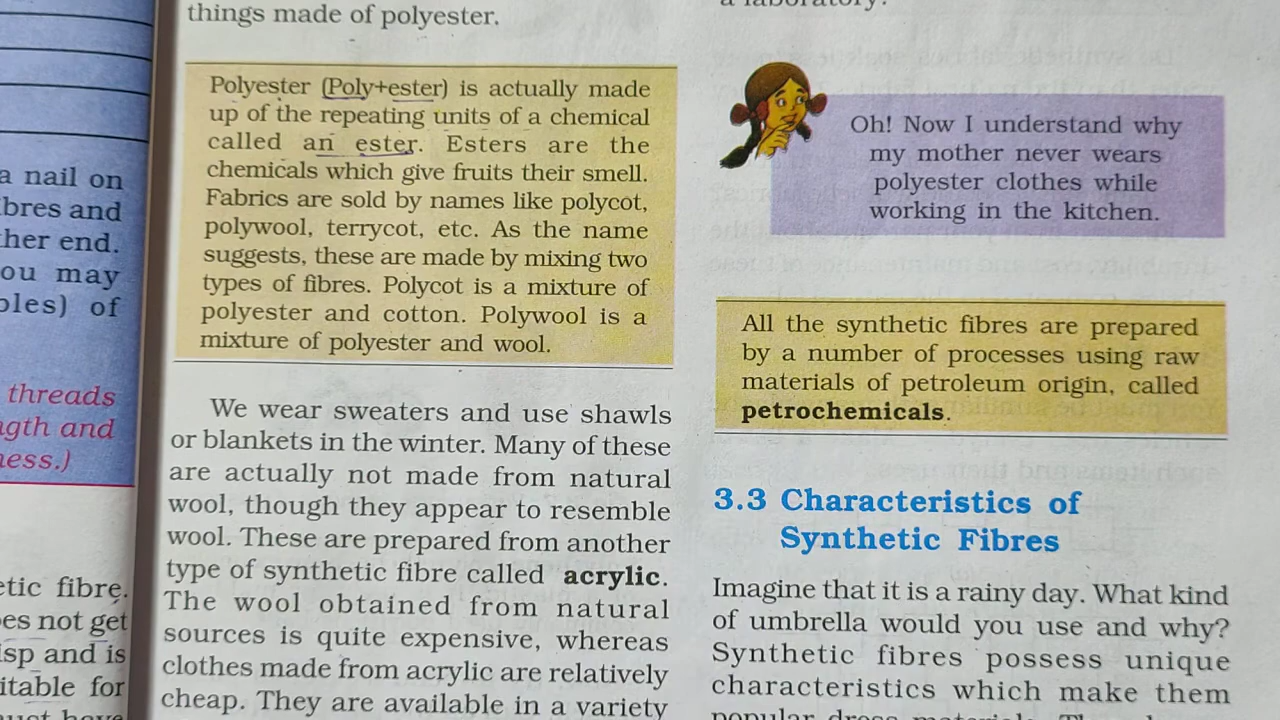 a nail on
bres and
her end.
ou may
les) of
threads
gth and
ess.)
etic fibre.
es not get
isp and is
itable for
things made of polyester.
Polyester (Poly+ester) is actually made
up of the repeating units of a chemical
called an ester. Esters are the
chemicals which give fruits their smell.
Fabrics are sold by names like polycot,
polywool, terrycot, etc. As the name
suggests, these are made by mixing two
types of fibres. Polycot is a mixture of
polyester and cotton. Polywool is a
mixture of polyester and wool.
We wear sweaters and use shawls
or blankets in the winter. Many of these
are actually not made from natural
wool, though they appear to resemble
wool. These are prepared from another
type of synthetic fibre called acrylic.
The wool obtained from natural
sources is quite expensive, whereas
clothes made from acrylic are relatively
cheap. They are available in a variety
a laboratory.
Oh! Now I understand why
my mother never wears
polyester clothes while
working in the kitchen.
All the synthetic fibres are prepared
by a number of processes using raw
materials of petroleum origin, called
petrochemicals.
3.3 Characteristics of
Synthetic Fibres
Imagine that it is a rainy day. What kind
of umbrella would you use and why?
Synthetic fibres possess unique
characteristics which make them
popular dress materials.